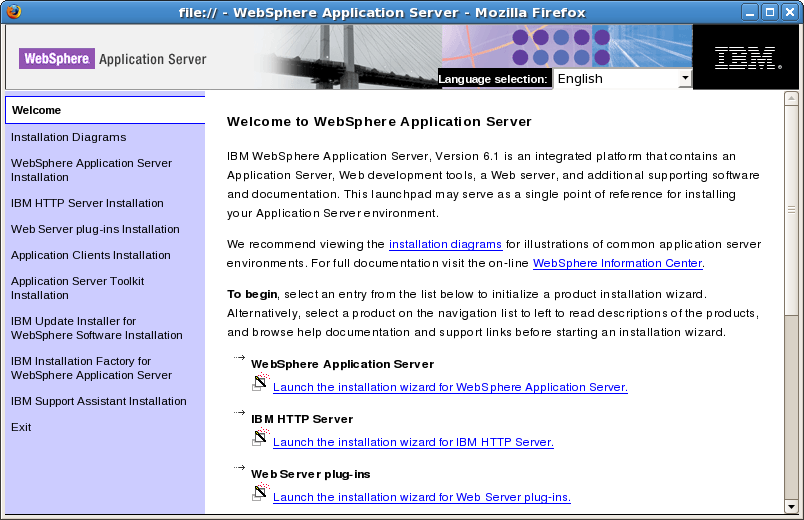 file:// - WebSphere Application Server - Mozilla Firefox
WebSphere. Application Server
Language selection: English
IBM.
Welcome
Installation Diagrams
WebSphere Application Server
Installation
IBM HTTP Server Installation
Web Server plug-ins Installation
Application Clients Installation
Application Server Toolkit
Installation
IBM Update Installer for
WebSphere Software Installation
IBM Installation Factory for
WebSphere Application Server
IBM Support Assistant Installation
Exit
Welcome to WebSphere Application Server
IBM WebSphere Application Server, Version 6.1 is an integrated platform that contains an
Application Server, Web development tools, a Web server, and additional supporting software
and documentation. This launchpad may serve as a single point of reference for installing
your Application Server environment.
We recommend viewing the installation diagrams for illustrations of common application server
environments. For full documentation visit the on-line WebSphere Information Center.
To begin, select an entry from the list below to initialize a product installation wizard.
Alternatively, select a product on the navigation list to left to read descriptions of the products,
and browse help documentation and support links before starting an installation wizard.
WebSphere Application Server
Launch the installation wizard for WebSphere Application Server.
IBM HTTP Server
Launch the installation wizard for IBM HTTP Server.
Web Server plug-ins
Launch the installation wizard for Web Server plug-ins.